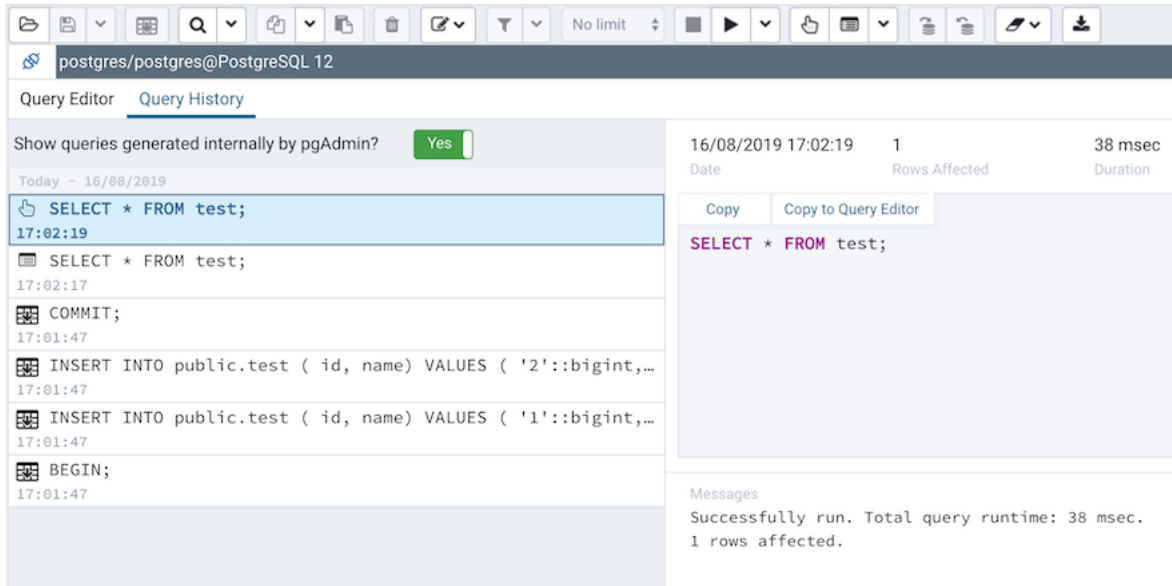 No limit
postgres/postgres@PostgreSQL 12
Query Editor Query History
Show queries generated internally by pgAdmin? Yes
Today - 16/08/2019
SELECT * FROM test;
17:02:19
SELECT * FROM test;
17:02:17
COMMIT;
17:01:47
INSERT INTO public.test ( id, name) VALUES ( '2'::bigint,…
17:01:47
INSERT INTO public.test ( id, name) VALUES ( '1'::bigint,…
17:01:47
BEGIN;
17:01:47
16/08/2019 17:02:19 1 38 msec
Date Rows Affected Duration
Copy Copy to Query Editor
SELECT * FROM test;
Messages
Successfully run. Total query runtime: 38 msec.
1 rows affected.